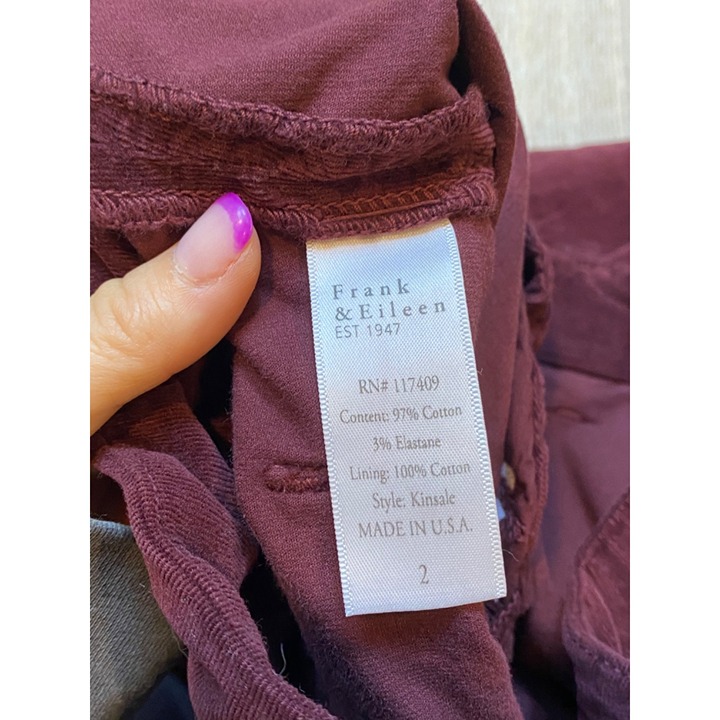 Frank
& Eileen
EST 1947
RN# 117409
Content: 97% Cotton
3% Elastane
Lining: 100% Cotton
Style: Kinsale
MADE IN U.S.A.
2